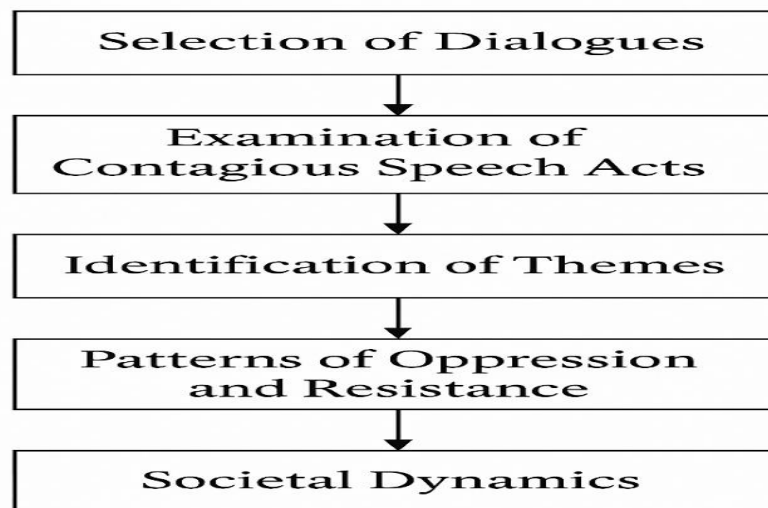 Selection of Dialogues
Examination of
Contagious Speech Acts
Identification of Themes
Patterns of Oppression
and Resistance
Societal Dynamics